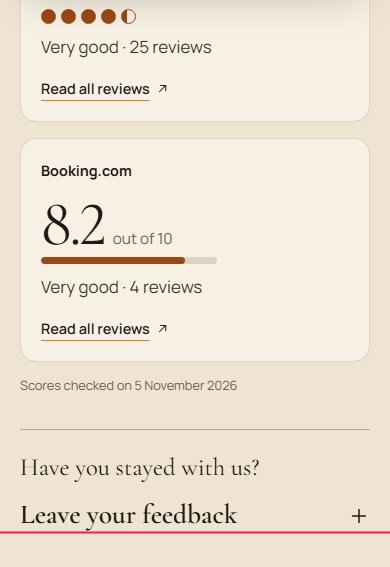 Very good · 25 reviews
Read all reviews ↗
Booking.com
8.2 out of 10
Very good · 4 reviews
Read all reviews ↗
Scores checked on 5 November 2026
Have you stayed with us?
Leave your feedback +